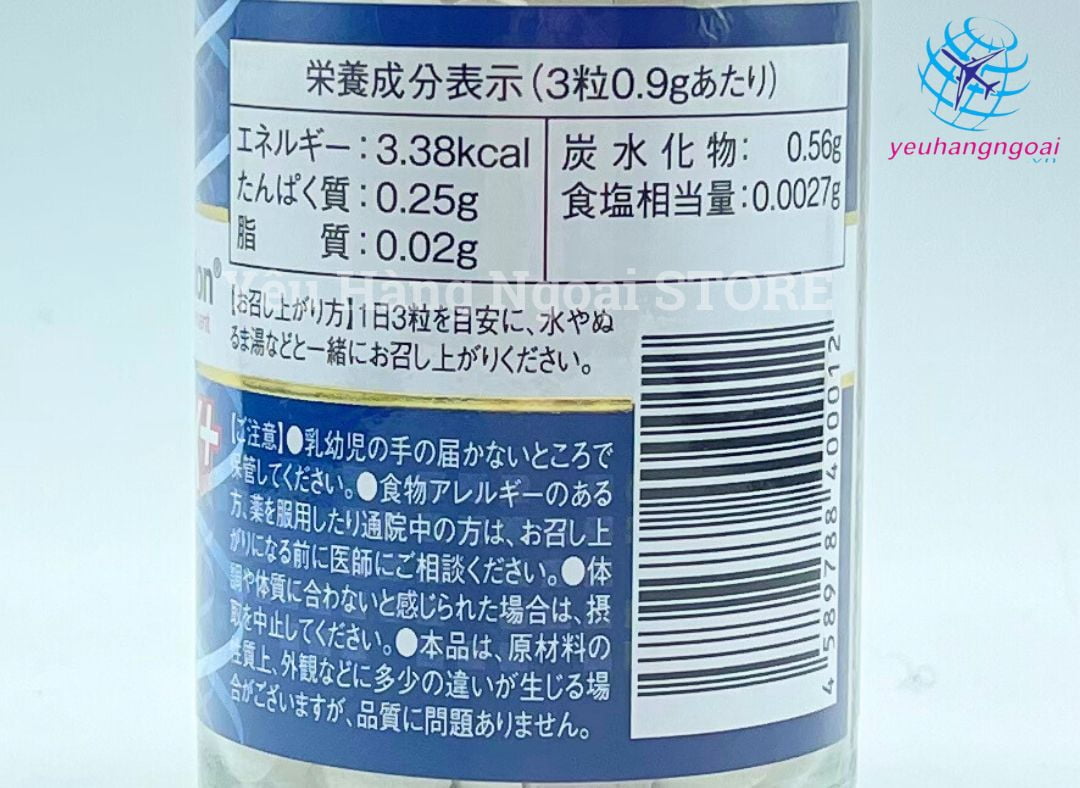 yeuhangngoai
.vn
栄養成分表示(3粒0.9gあたり)
エネルギー:3.38kcal
たんぱく質:0.25g
脂　　質:0.02g
炭水化物: 0.56g
食塩相当量:0.0027g
on®
Yêu Hàng Ngoại STORE
【お召し上がり方】1日3粒を目安に、水やぬ
るま湯などと一緒にお召し上がりください。
【ご注意】●乳幼児の手の届かないところで
保管してください。●食物アレルギーのある
方、薬を服用したり通院中の方は、お召し上
がりになる前に医師にご相談ください。●体
調や体質に合わないと感じられた場合は、摂
取を中止してください。●本品は、原材料の
性質上、外観などに多少の違いが生じる場
合がございますが、品質に問題ありません。
4 589788 400012